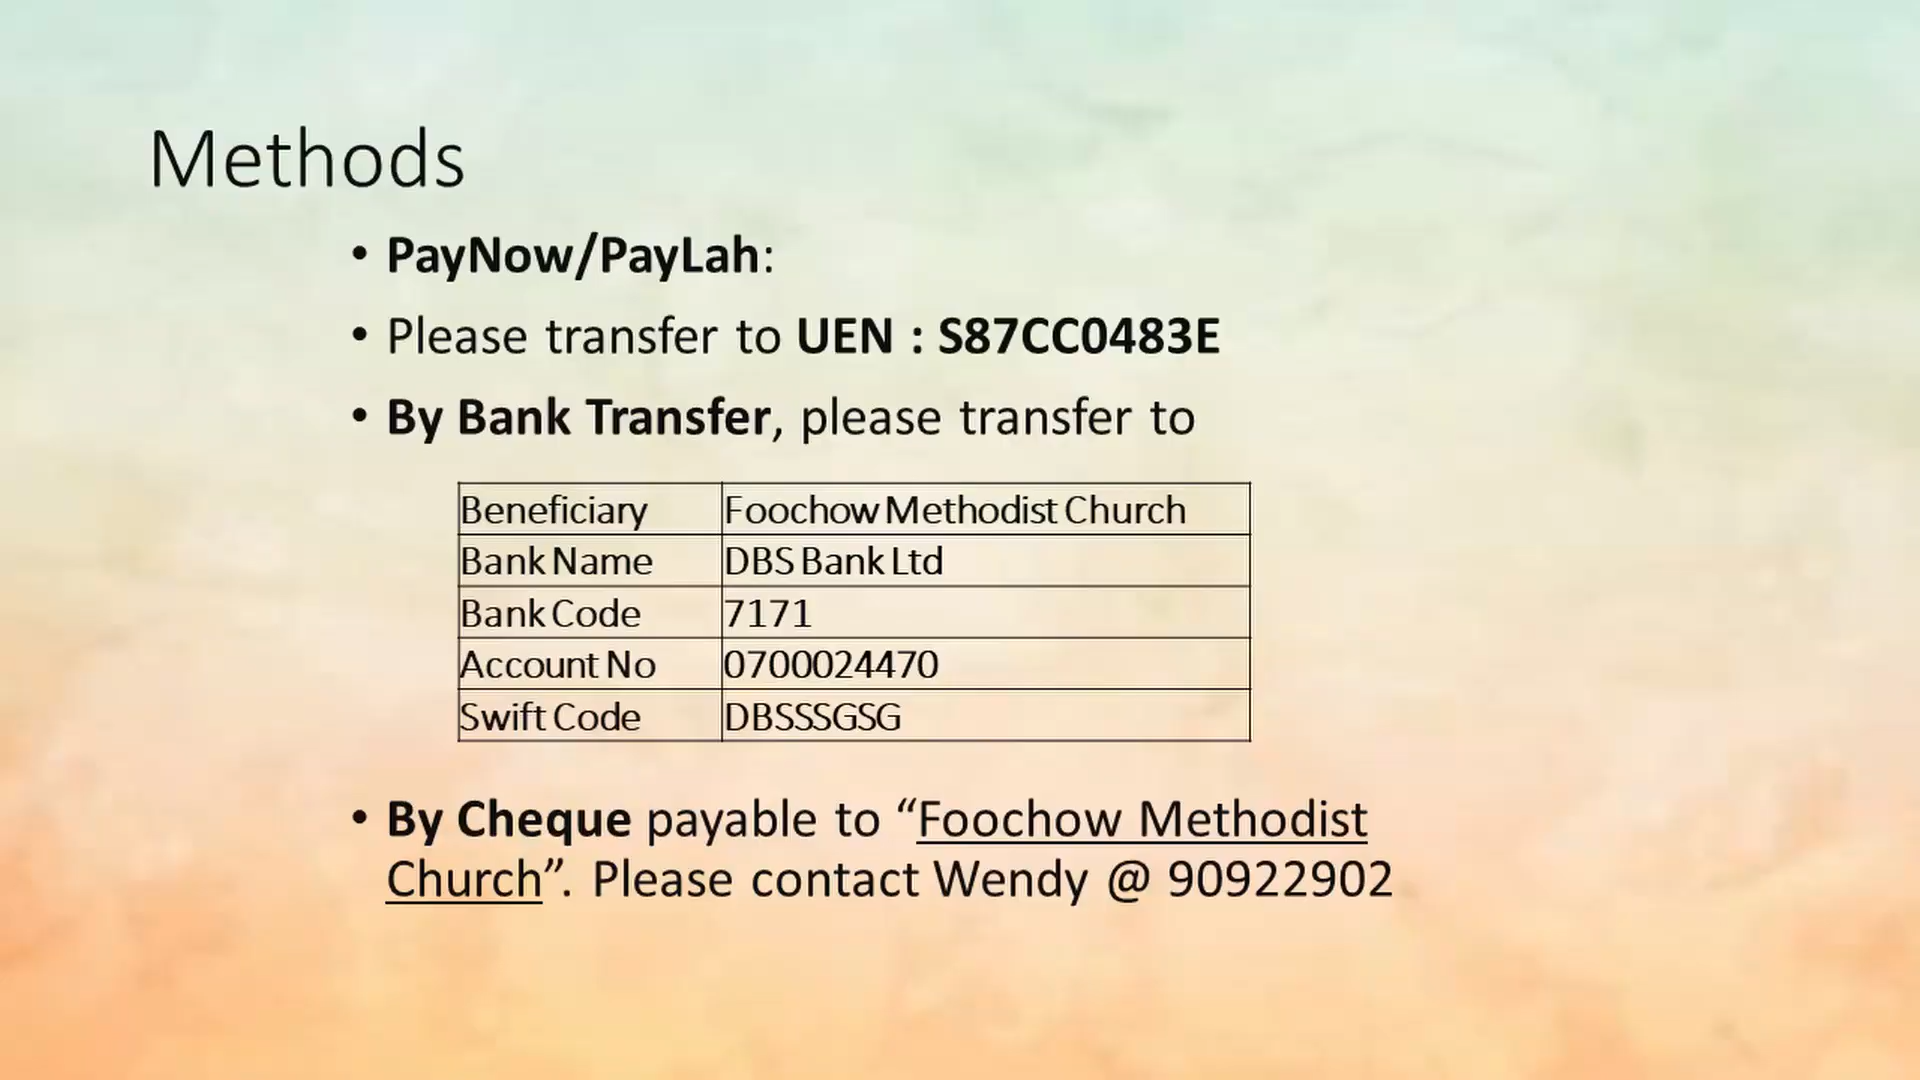 Methods
• PayNow/PayLah:
• Please transfer to UEN : S87CC0483E
• By Bank Transfer, please transfer to
Beneficiary Foochow Methodist Church
Bank Name DBS Bank Ltd
Bank Code 7171
Account No 0700024470
Swift Code DBSSSGSG
• By Cheque payable to “Foochow Methodist
Church”. Please contact Wendy @ 90922902